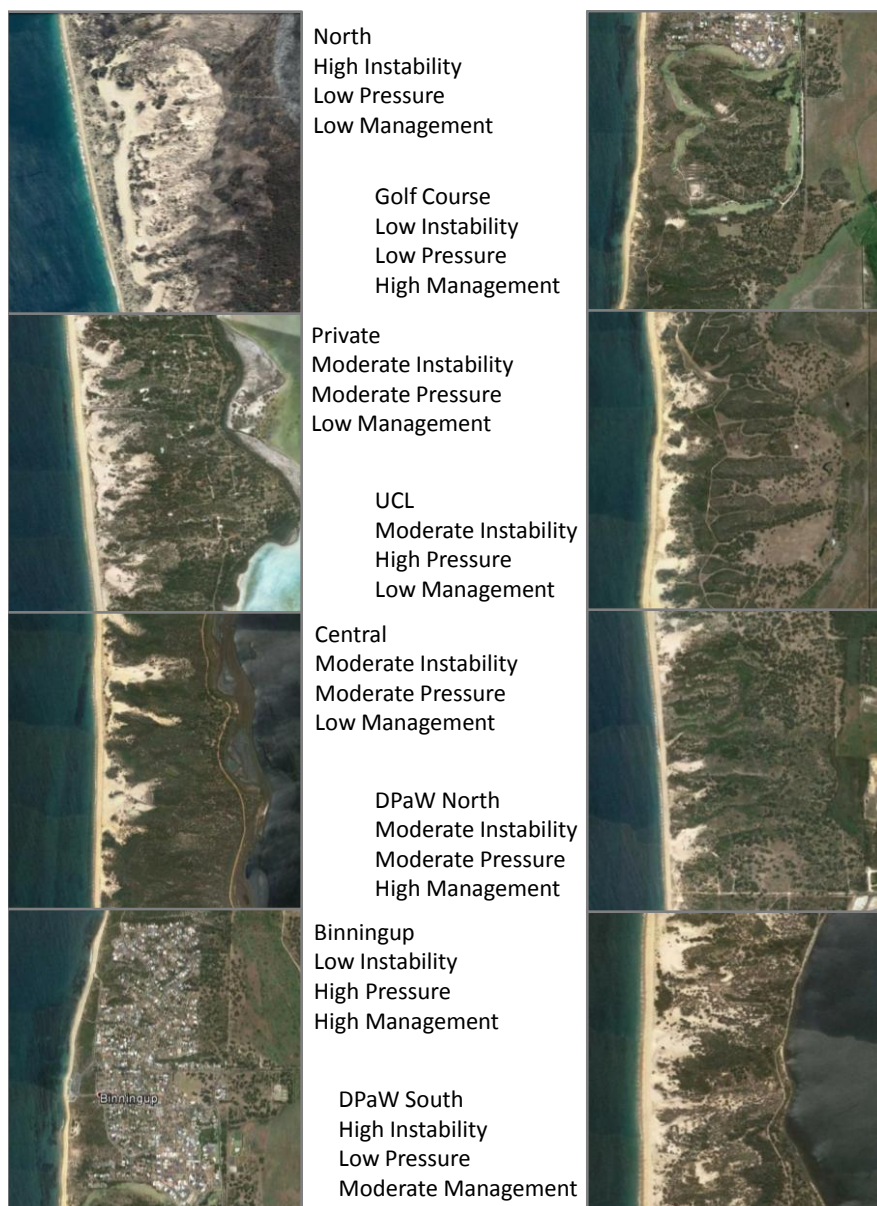 North
High Instability
Low Pressure
Low Management
Golf Course
Low Instability
Low Pressure
High Management
Private
Moderate Instability
Moderate Pressure
Low Management
UCL
Moderate Instability
High Pressure
Low Management
Central
Moderate Instability
Moderate Pressure
Low Management
DPaW North
Moderate Instability
Moderate Pressure
High Management
Binningup
Low Instability
High Pressure
High Management
Binningup
DPaW South
High Instability
Low Pressure
Moderate Management